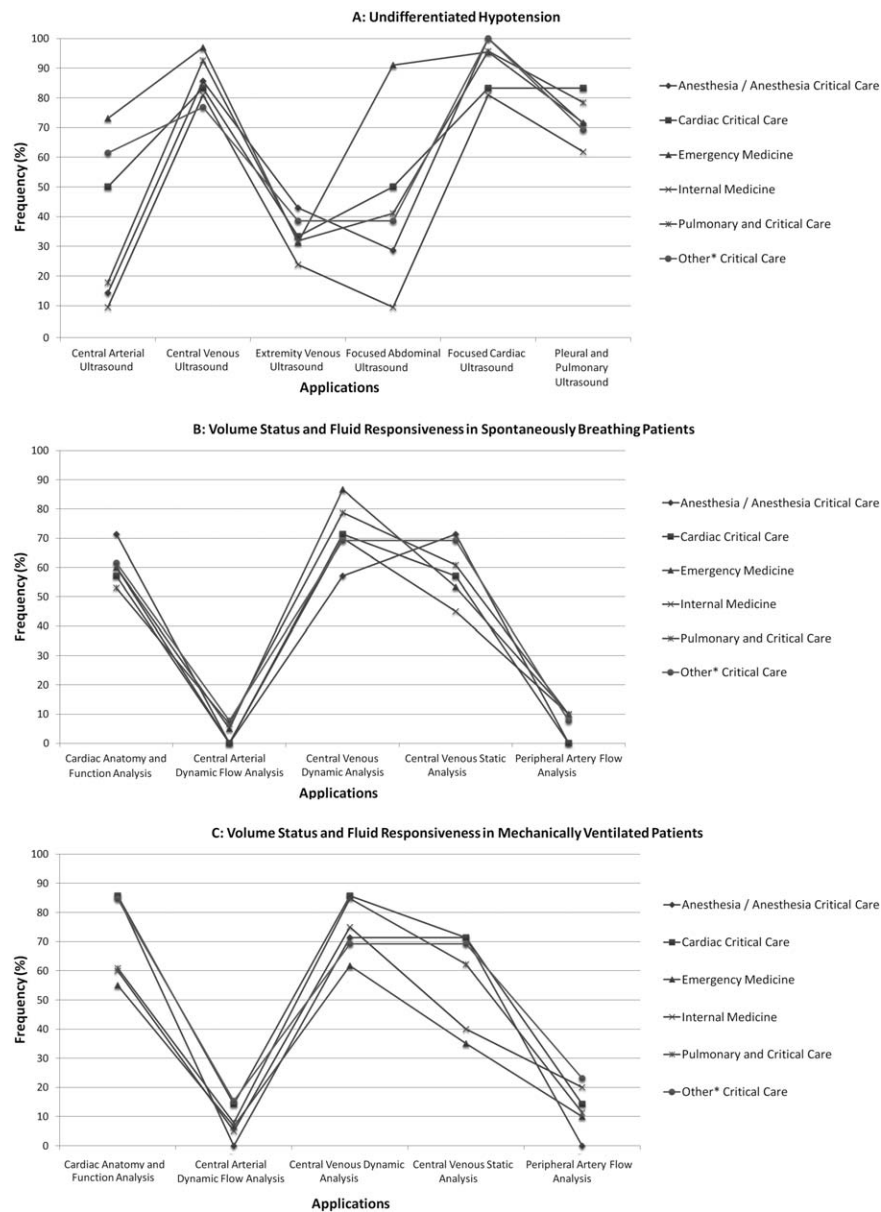 A: Undifferentiated Hypotension
100
90
80
70
60
50
40
30
20
10
0
Frequency (%)
Central Arterial
Ultrasound
Central Venous
Ultrasound
Extremity Venous
Ultrasound
Focused Abdominal
Ultrasound
Focused Cardiac
Ultrasound
Pleural and
Pulmonary
Ultrasound
Applications
Anesthesia / Anesthesia Critical Care
Cardiac Critical Care
Emergency Medicine
Internal Medicine
Pulmonary and Critical Care
Other* Critical Care
B: Volume Status and Fluid Responsiveness in Spontaneously Breathing Patients
100
90
80
70
60
50
40
30
20
10
0
Frequency (%)
Cardiac Anatomy and
Function Analysis
Central Arterial
Dynamic Flow Analysis
Central Venous
Dynamic Analysis
Central Venous Static
Analysis
Peripheral Artery Flow
Analysis
Applications
Anesthesia / Anesthesia Critical Care
Cardiac Critical Care
Emergency Medicine
Internal Medicine
Pulmonary and Critical Care
Other* Critical Care
C: Volume Status and Fluid Responsiveness in Mechanically Ventilated Patients
100
90
80
70
60
50
40
30
20
10
0
Frequency (%)
Cardiac Anatomy and
Function Analysis
Central Arterial
Dynamic Flow Analysis
Central Venous Dynamic
Analysis
Central Venous Static
Analysis
Peripheral Artery Flow
Analysis
Applications
Anesthesia / Anesthesia Critical Care
Cardiac Critical Care
Emergency Medicine
Internal Medicine
Pulmonary and Critical Care
Other* Critical Care